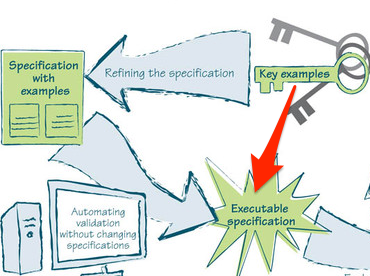 Specification
with
examples
Refining the specification
Key examples
Automating
validation
without changing
specifications
Executable
specification